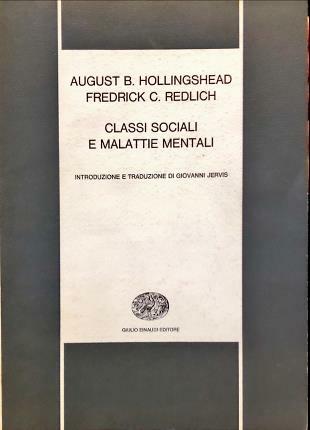 AUGUST B. HOLLINGSHEAD
FREDRICK C. REDLICH
CLASSI SOCIALI
E MALATTIE MENTALI
INTRODUZIONE E TRADUZIONE DI GIOVANNI JERVIS
GIULIO EINAUDI EDITORE